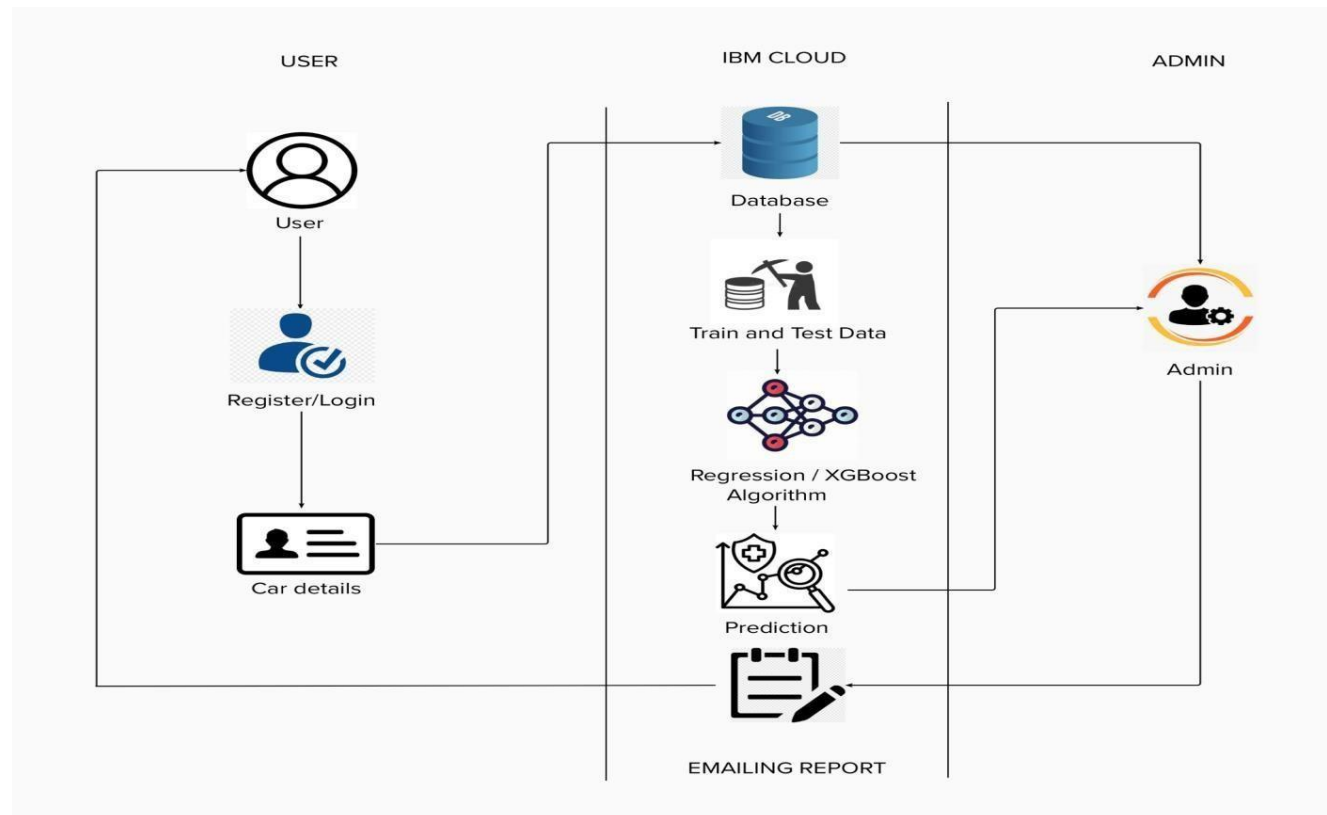 USER
IBM CLOUD
ADMIN
DB
User
Database
Train and Test Data
Register/Login
Admin
Regression / XGBoost
Algorithm
Car details
Prediction
EMAILING REPORT